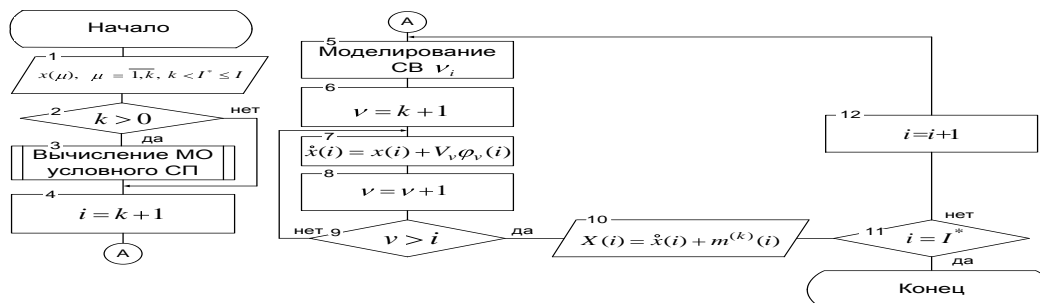 Начало
1
x(μ), μ = 1,k, k < I* ≤ I
2
k > 0
нет
да
3
Вычисление МО
условного СП
4
i = k + 1
А
А
5
Моделирование
СВ ν_i
6
ν = k + 1
7
x̊(i) = x(i) + V_ν φ_ν(i)
8
ν = ν + 1
нет
9
ν > i
да
10
X(i) = x̊(i) + m^(k)(i)
11
i = I*
нет
да
12
i=i+1
Конец